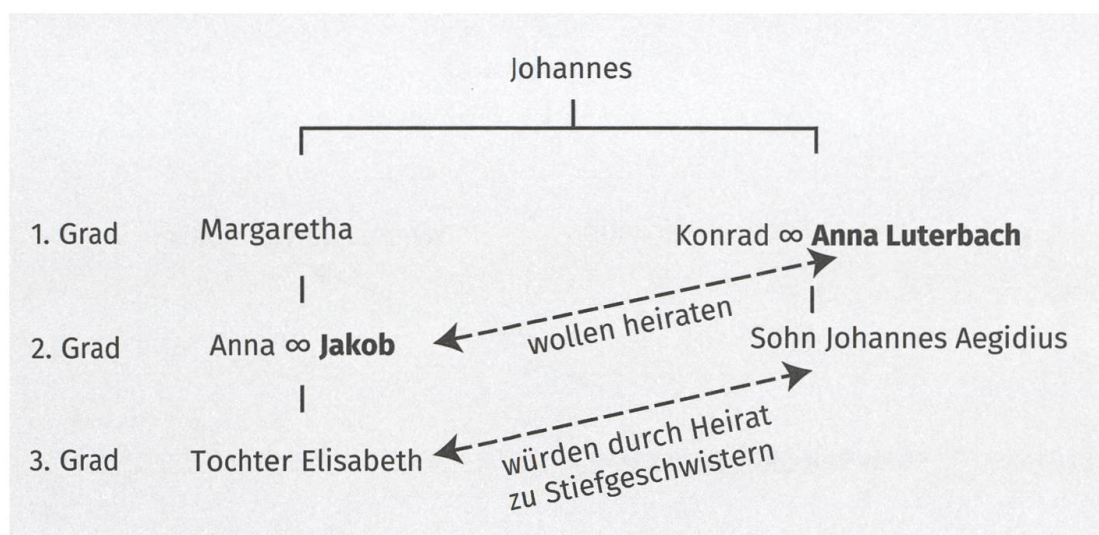 Johannes
1. Grad Margaretha Konrad ∞ Anna Luterbach
wollen heiraten
2. Grad Anna ∞ Jakob Sohn Johannes Aegidius
würden durch Heirat
zu Stiefgeschwistern
3. Grad Tochter Elisabeth